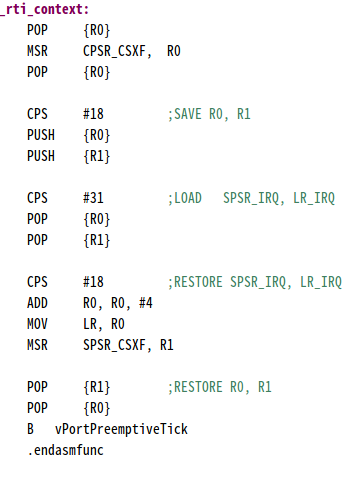 _rti_context:
POP {R0}
MSR CPSR_CSXF, R0
POP {R0}
CPS #18 ;SAVE R0, R1
PUSH {R0}
PUSH {R1}
CPS #31 ;LOAD SPSR_IRQ, LR_IRQ
POP {R0}
POP {R1}
CPS #18 ;RESTORE SPSR_IRQ, LR_IRQ
ADD R0, R0, #4
MOV LR, R0
MSR SPSR_CSXF, R1
POP {R1} ;RESTORE R0, R1
POP {R0}
B vPortPreemptiveTick
.endasmfunc